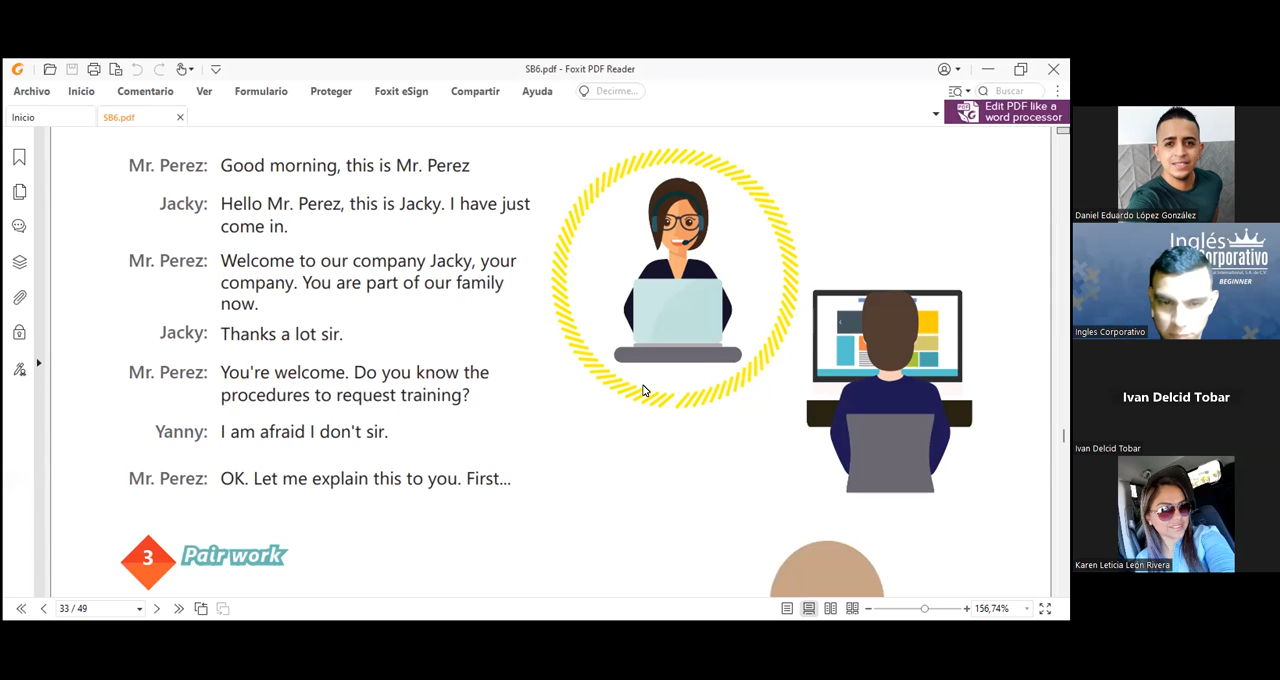 SB6.pdf - Foxit PDF Reader
Archivo Inicio Comentario Ver Formulario Proteger Foxit eSign Compartir Ayuda Decirme... Buscar
Inicio SB6.pdf
Edit PDF like a
word processor
Mr. Perez: Good morning, this is Mr. Perez
Jacky: Hello Mr. Perez, this is Jacky. I have just
come in.
Mr. Perez: Welcome to our company Jacky, your
company. You are part of our family
now.
Jacky: Thanks a lot sir.
Mr. Perez: You're welcome. Do you know the
procedures to request training?
Yanny: I am afraid I don't sir.
Mr. Perez: OK. Let me explain this to you. First...
3 Pair work
33 / 49
156,74%
Daniel Eduardo López González
Inglés
Corporativo
BEGINNER
Ingles Corporativo
Ivan Delcid Tobar
Ivan Delcid Tobar
Karen Leticia León Rivera